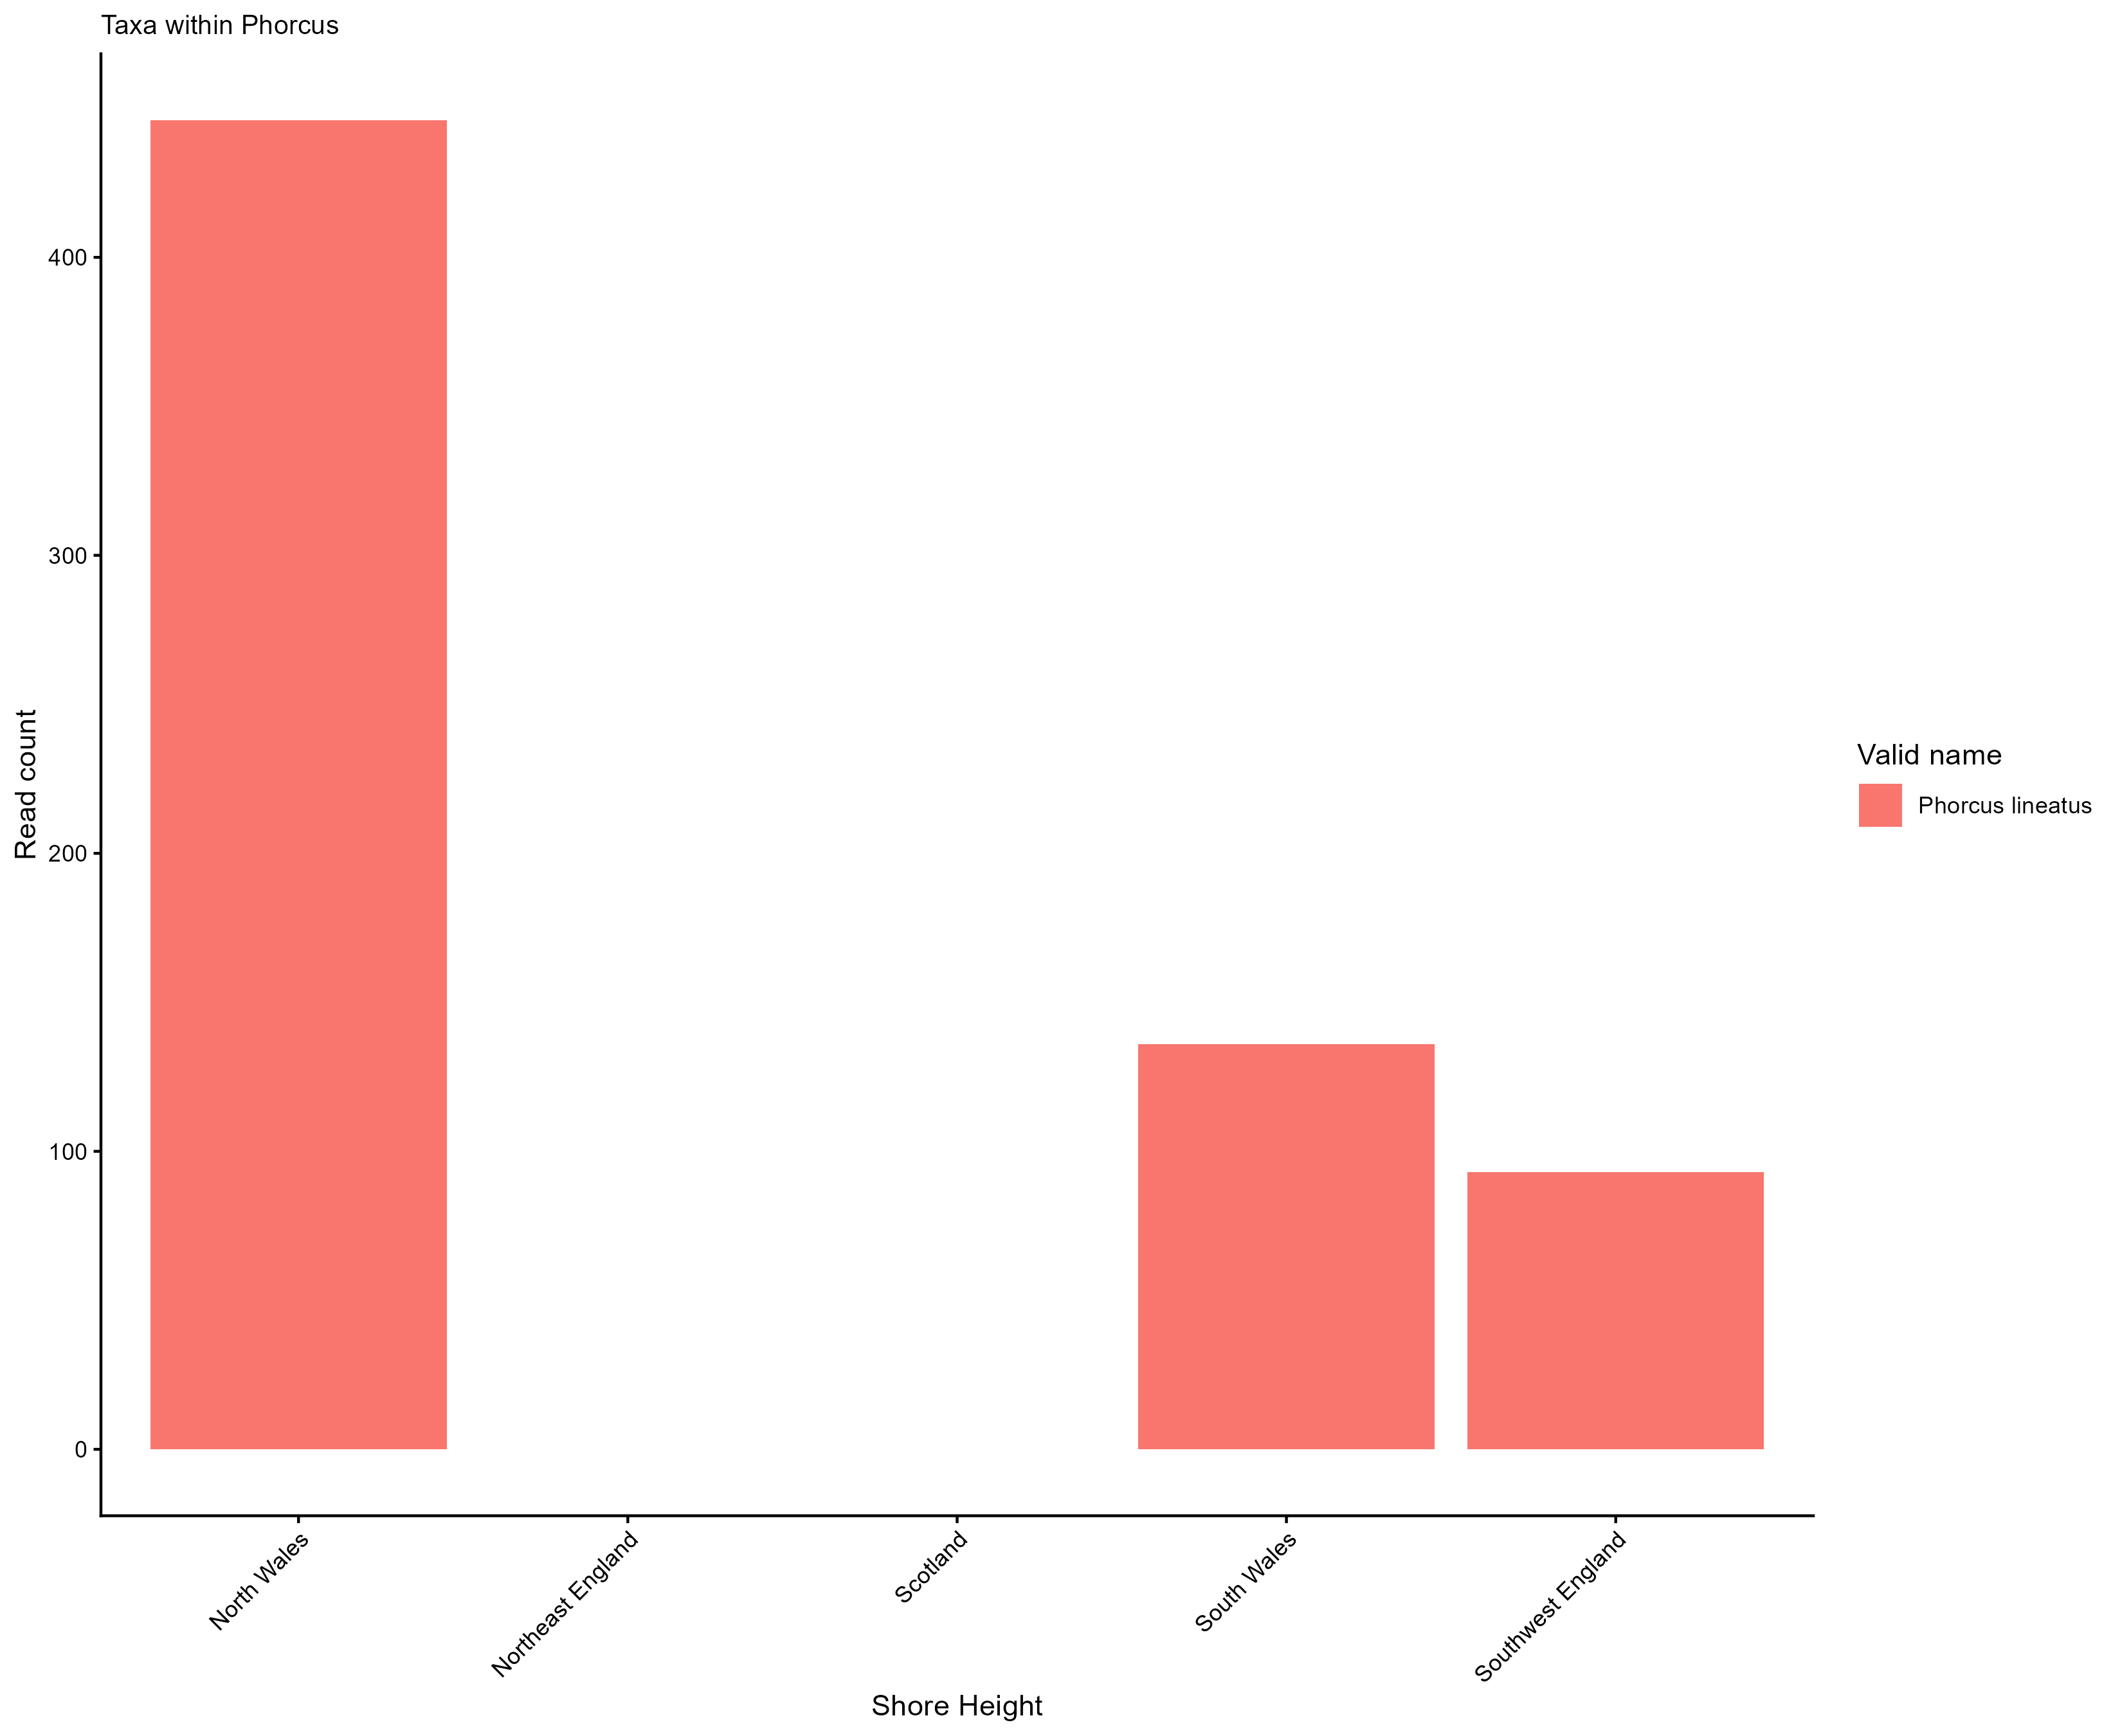 Taxa within Phorcus
Read count
400
300
200
100
0
North Wales
Northeast England
Scotland
South Wales
Southwest England
Shore Height
Valid name
Phorcus lineatus